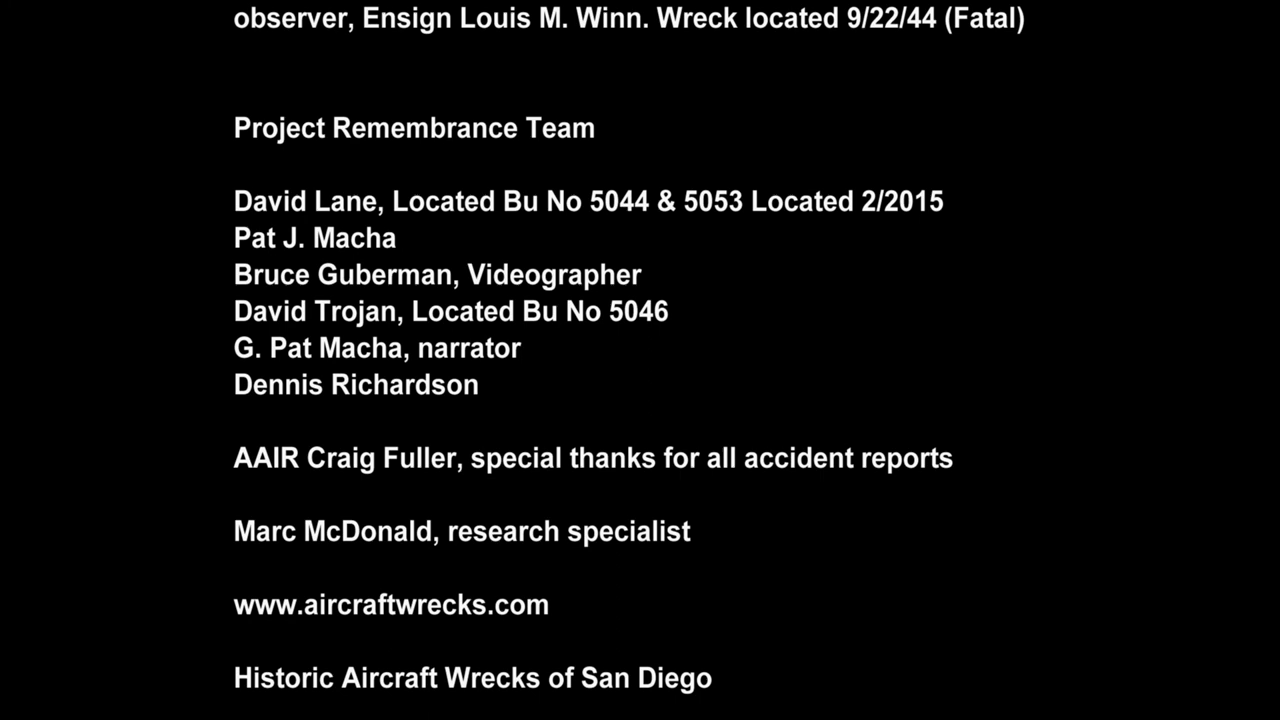 observer, Ensign Louis M. Winn. Wreck located 9/22/44 (Fatal)
Project Remembrance Team
David Lane, Located Bu No 5044 & 5053 Located 2/2015
Pat J. Macha
Bruce Guberman, Videographer
David Trojan, Located Bu No 5046
G. Pat Macha, narrator
Dennis Richardson
AAIR Craig Fuller, special thanks for all accident reports
Marc McDonald, research specialist
www.aircraftwrecks.com
Historic Aircraft Wrecks of San Diego